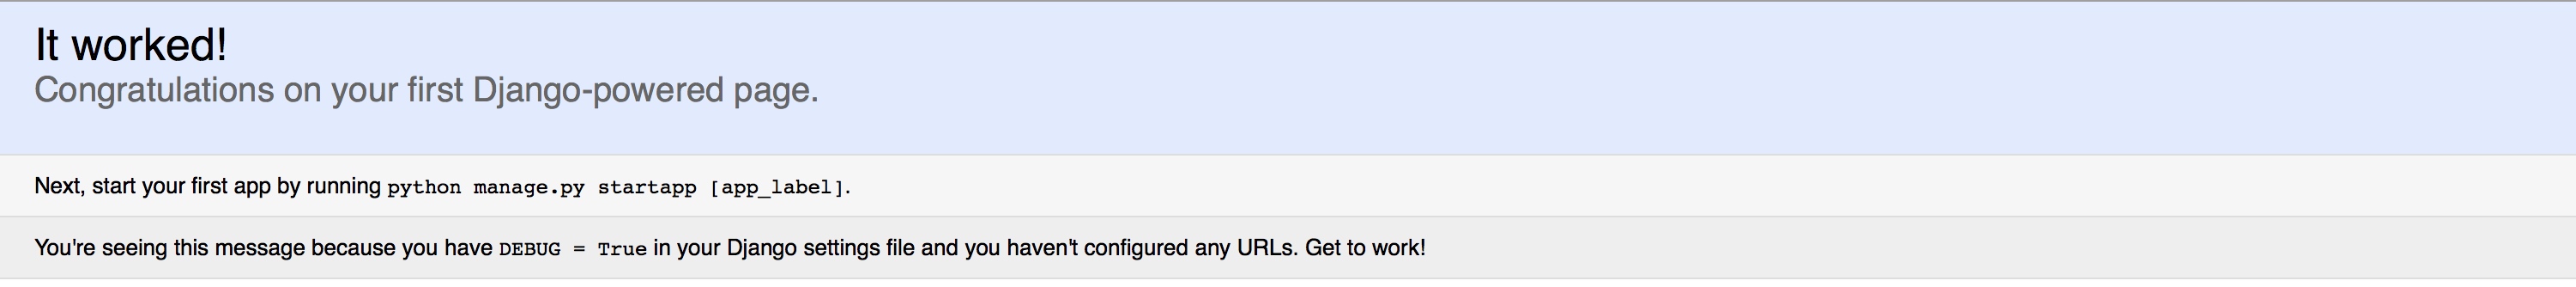 It worked!
Congratulations on your first Django-powered page.
Next, start your first app by running python manage.py startapp [app_label].
You're seeing this message because you have DEBUG = True in your Django settings file and you haven't configured any URLs. Get to work!